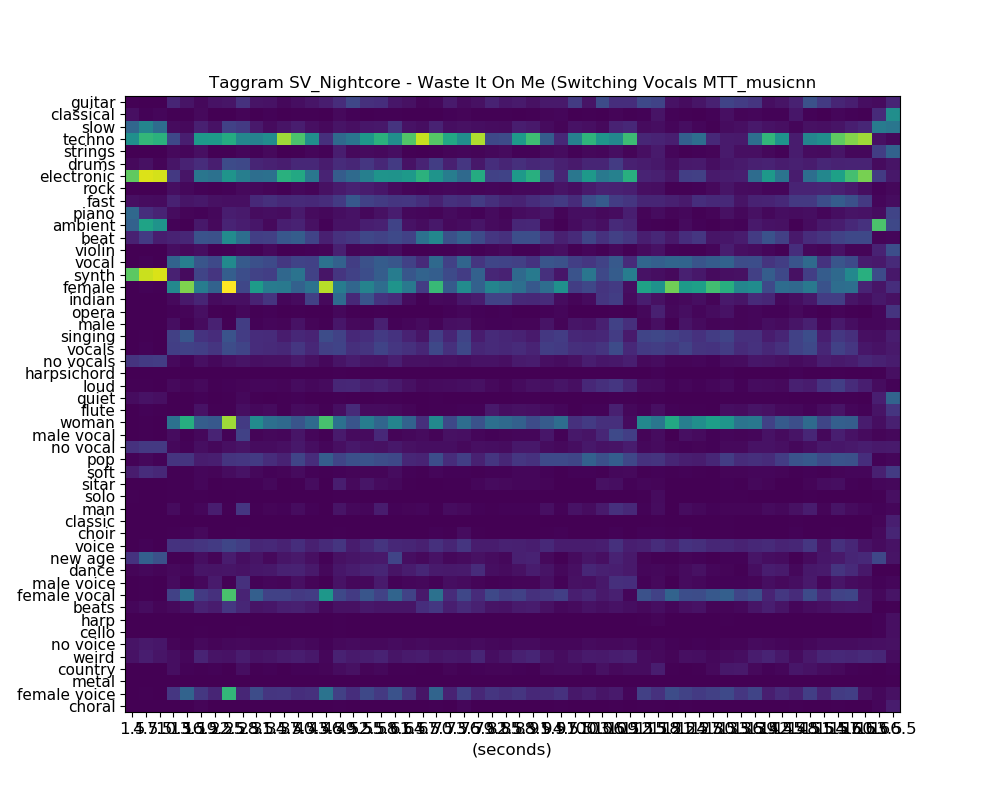 Taggram SV_Nightcore - Waste It On Me (Switching Vocals MTT_musicnn
guitar
classical
slow
techno
strings
drums
electronic
rock
fast
piano
ambient
beat
violin
vocal
synth
female
indian
opera
male
singing
vocals
no vocals
harpsichord
loud
quiet
flute
woman
male vocal
no vocal
pop
soft
sitar
solo
man
classic
choir
voice
new age
dance
male voice
female vocal
beats
harp
cello
no voice
weird
country
metal
female voice
choral
(seconds)